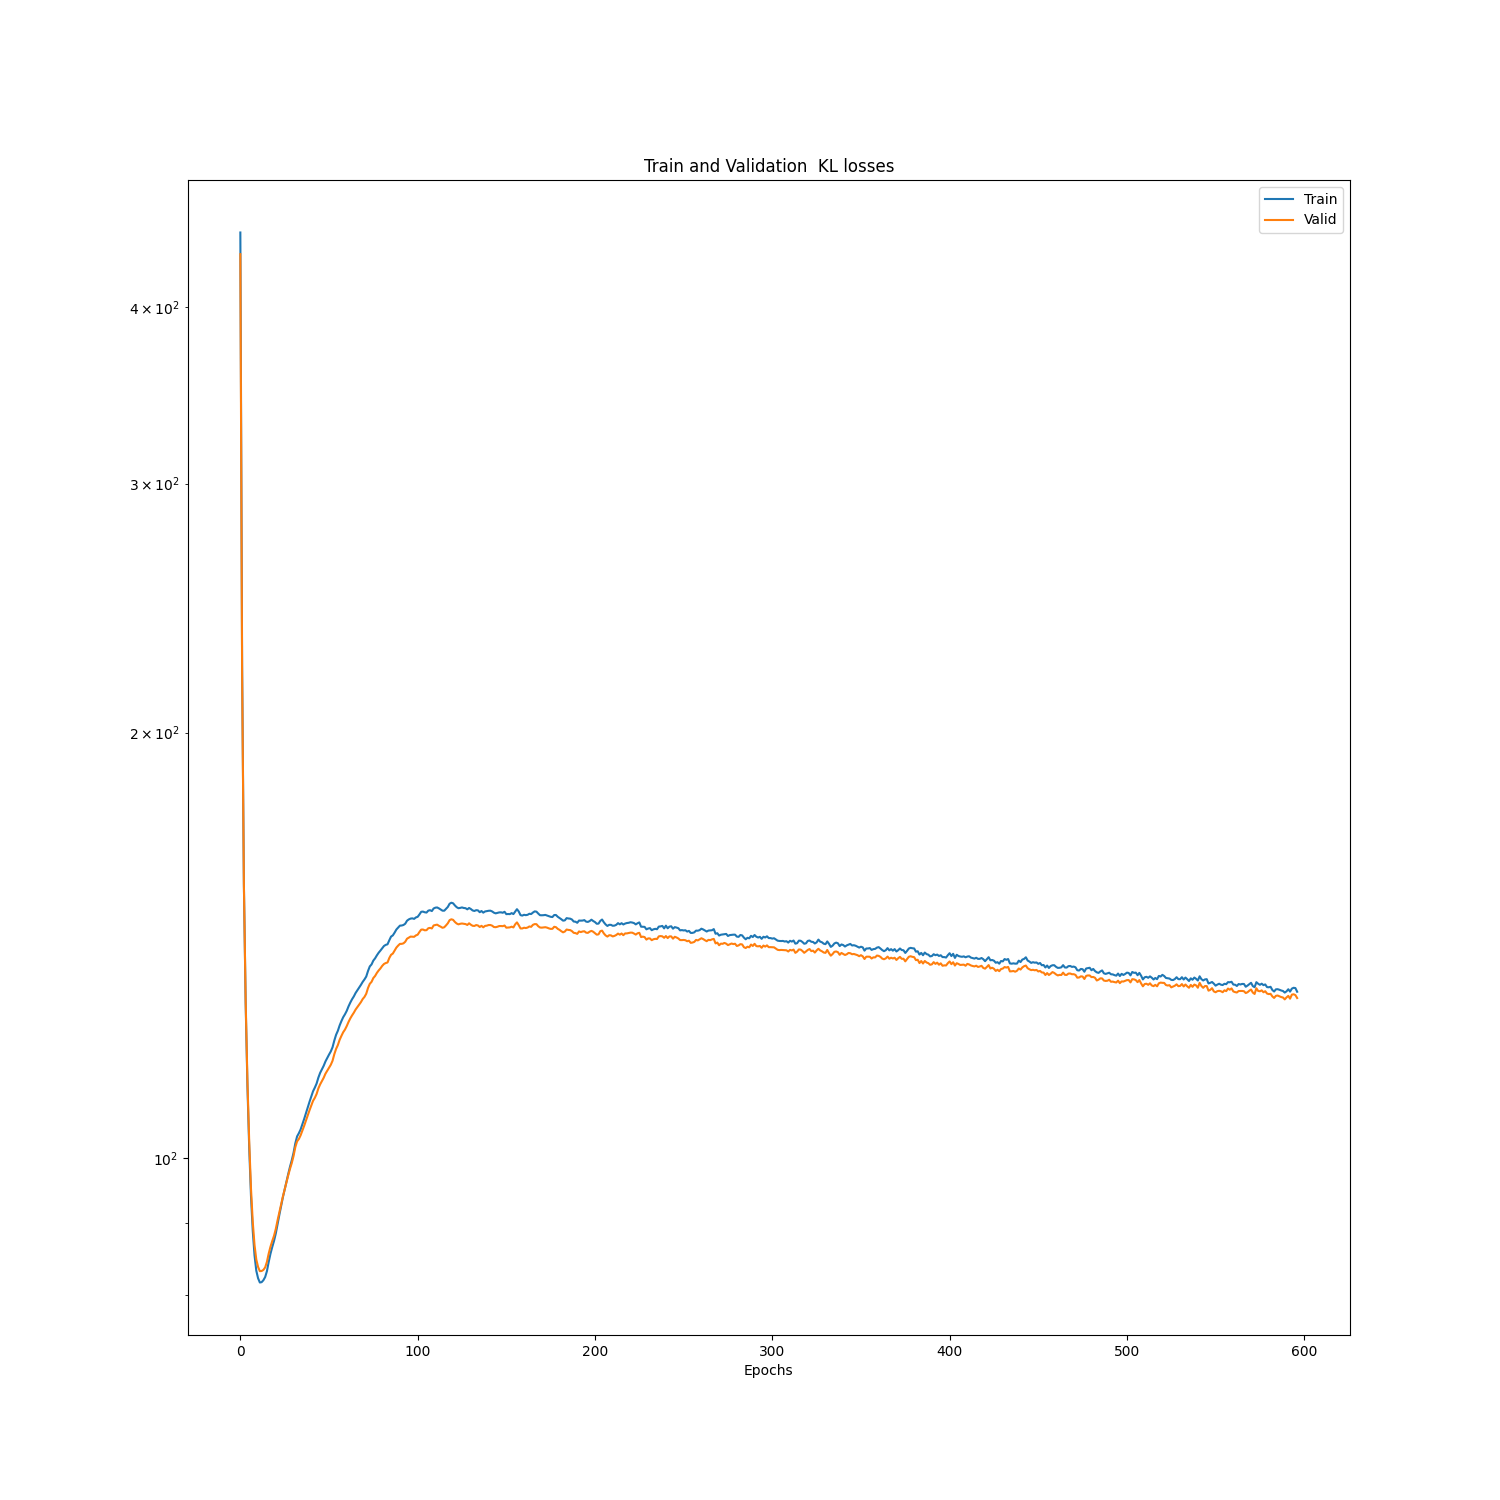 Train and Validation  KL losses
Train
Valid
4 × 10²
3 × 10²
2 × 10²
10²
0 100 200 300 400 500 600
Epochs